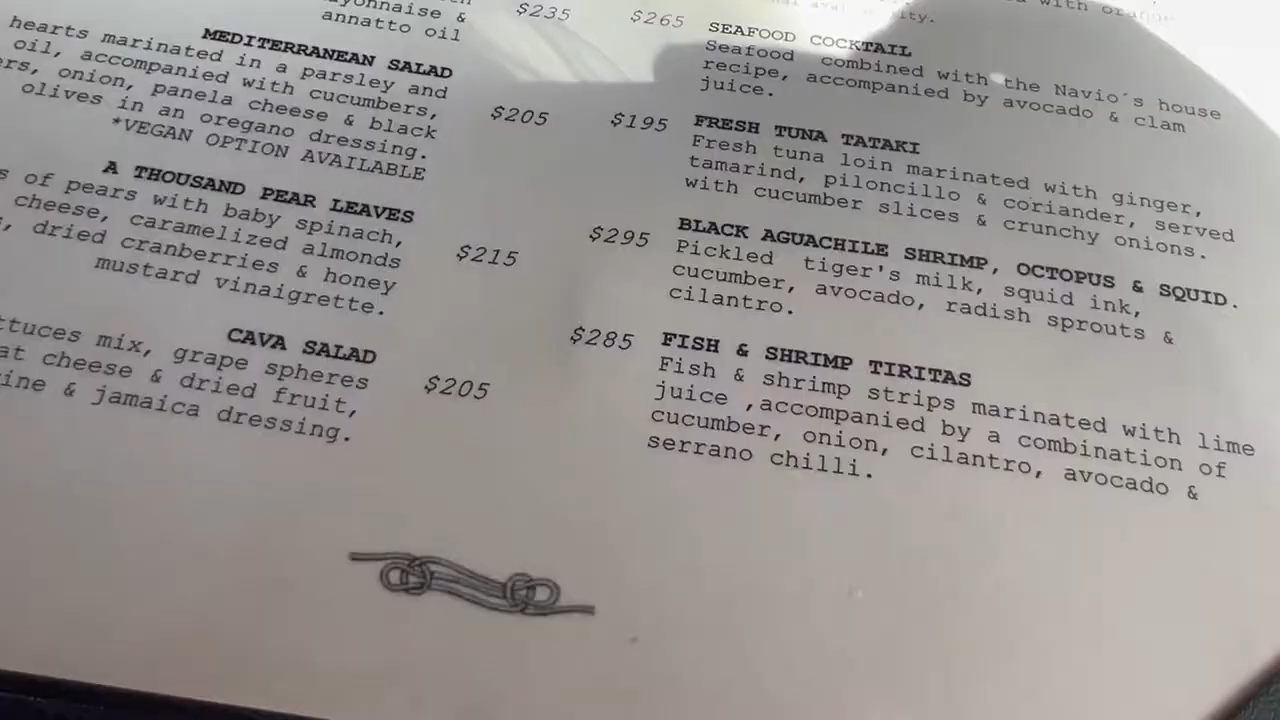 annatto oil
$235
MEDITERRANEAN SALAD
hearts marinated in a parsley and
oil, accompanied with cucumbers,
onion, panela cheese & black
olives in an oregano dressing.
*VEGAN OPTION AVAILABLE
$205
A THOUSAND PEAR LEAVES
of pears with baby spinach,
cheese, caramelized almonds
dried cranberries & honey
mustard vinaigrette.
$215
CAVA SALAD
mix, grape spheres
cheese & dried fruit,
& jamaica dressing.
$205
with
$265 SEAFOOD COCKTAIL
Seafood combined with the Navio´s house
recipe, accompanied by avocado & clam
juice.
$195 FRESH TUNA TATAKI
Fresh tuna loin marinated with ginger,
tamarind, piloncillo & coriander, served
with cucumber slices & crunchy onions.
$295 BLACK AGUACHILE SHRIMP, OCTOPUS & SQUID.
Pickled tiger's milk, squid ink,
cucumber, avocado, radish sprouts &
cilantro.
$285 FISH & SHRIMP TIRITAS
Fish & shrimp strips marinated with lime
juice ,accompanied by a combination of
cucumber, onion, cilantro, avocado &
serrano chilli.